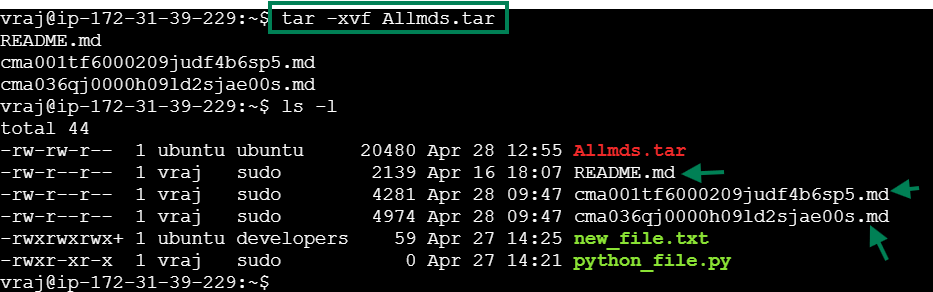 vraj@ip-172-31-39-229:~$ tar -xvf Allmds.tar
README.md
cma001tf6000209judf4b6sp5.md
cma036qj0000h09ld2sjae00s.md
vraj@ip-172-31-39-229:~$ ls -l
total 44
-rw-rw-r-- 1 ubuntu ubuntu 20480 Apr 28 12:55 Allmds.tar
-rw-r--r-- 1 vraj sudo 2139 Apr 16 18:07 README.md
-rw-r--r-- 1 vraj sudo 4281 Apr 28 09:47 cma001tf6000209judf4b6sp5.md
-rw-r--r-- 1 vraj sudo 4974 Apr 28 09:47 cma036qj0000h09ld2sjae00s.md
-rwxrwxrwx+ 1 ubuntu developers 59 Apr 27 14:25 new_file.txt
-rwxr-xr-x 1 vraj sudo 0 Apr 27 14:21 python_file.py
vraj@ip-172-31-39-229:~$